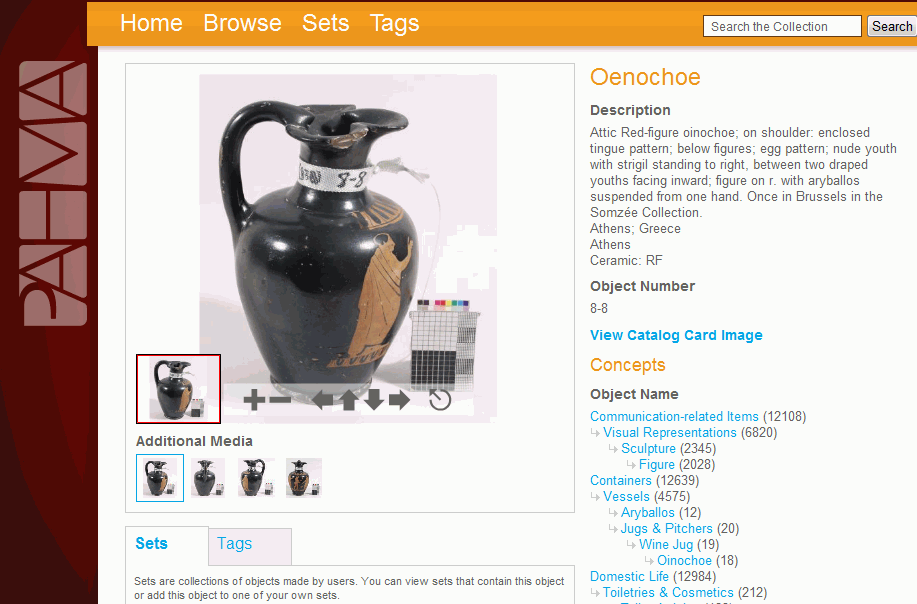 Home Browse Sets Tags
Search the Collection Search
PAHMA
8-8
Additional Media
Sets Tags
Sets are collections of objects made by users. You can view sets that contain this object
or add this object to one of your own sets.
Oenochoe
Description
Attic Red-figure oinochoe; on shoulder: enclosed
tingue pattern; below figures; egg pattern; nude youth
with strigil standing to right, between two draped
youths facing inward; figure on r. with aryballos
suspended from one hand. Once in Brussels in the
Somzée Collection.
Athens; Greece
Athens
Ceramic: RF
Object Number
8-8
View Catalog Card Image
Concepts
Object Name
Communication-related Items (12108)
Visual Representations (6820)
Sculpture (2345)
Figure (2028)
Containers (12639)
Vessels (4575)
Aryballos (12)
Jugs & Pitchers (20)
Wine Jug (19)
Oinochoe (18)
Domestic Life (12984)
Toiletries & Cosmetics (212)